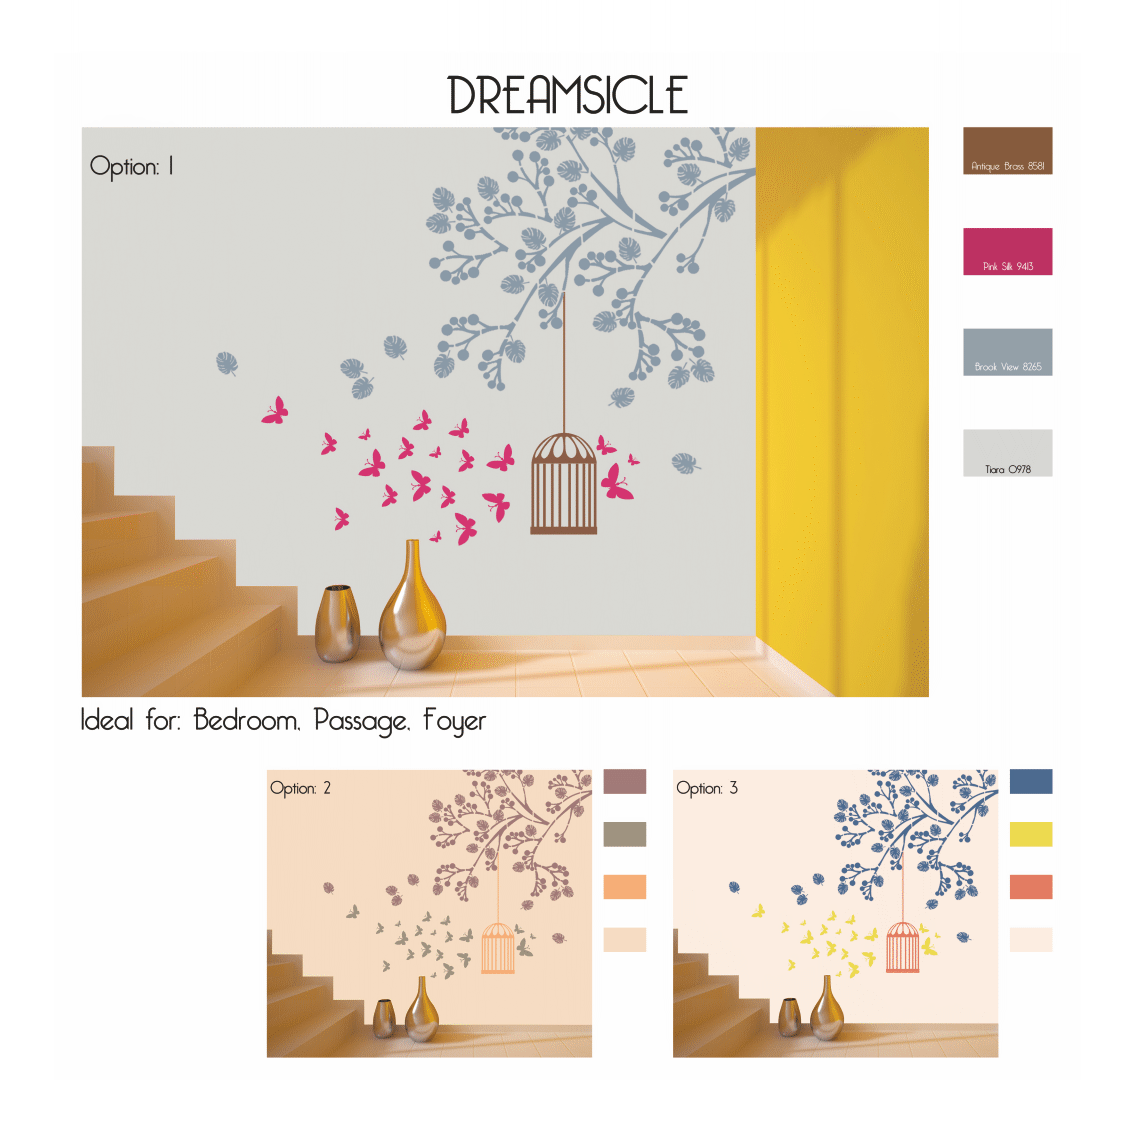 DREAMSICLE
Option: 1
Antique Brass 8581
Pink Silk 9413
Brook View 8265
Tiara 0978
Ideal for: Bedroom, Passage, Foyer
Option: 2
Option: 3